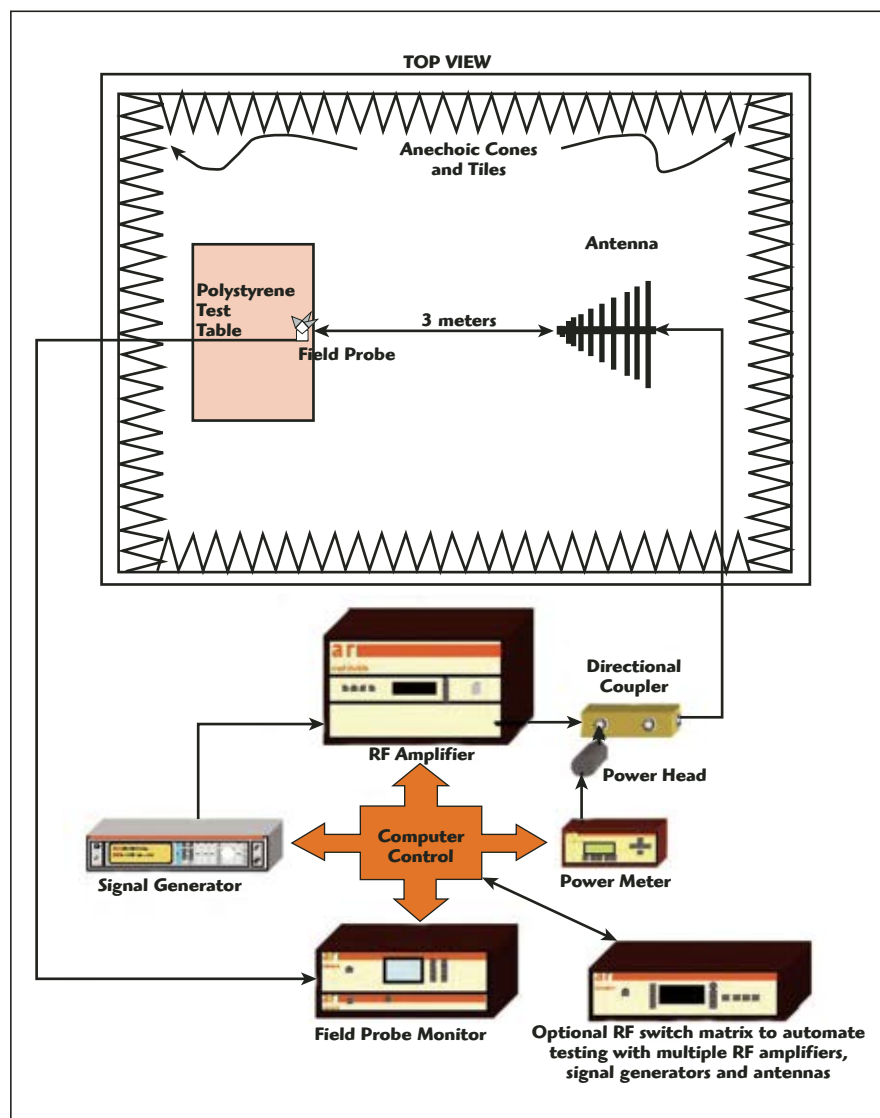 TOP VIEW
Anechoic Cones
and Tiles
Antenna
Polystyrene
Test
Table
3 meters
Field Probe
Directional
Coupler
ar
RF Amplifier
Power Head
Computer
Control
Signal Generator
Power Meter
ar
ar
Field Probe Monitor
Optional RF switch matrix to automate
testing with multiple RF amplifiers,
signal generators and antennas